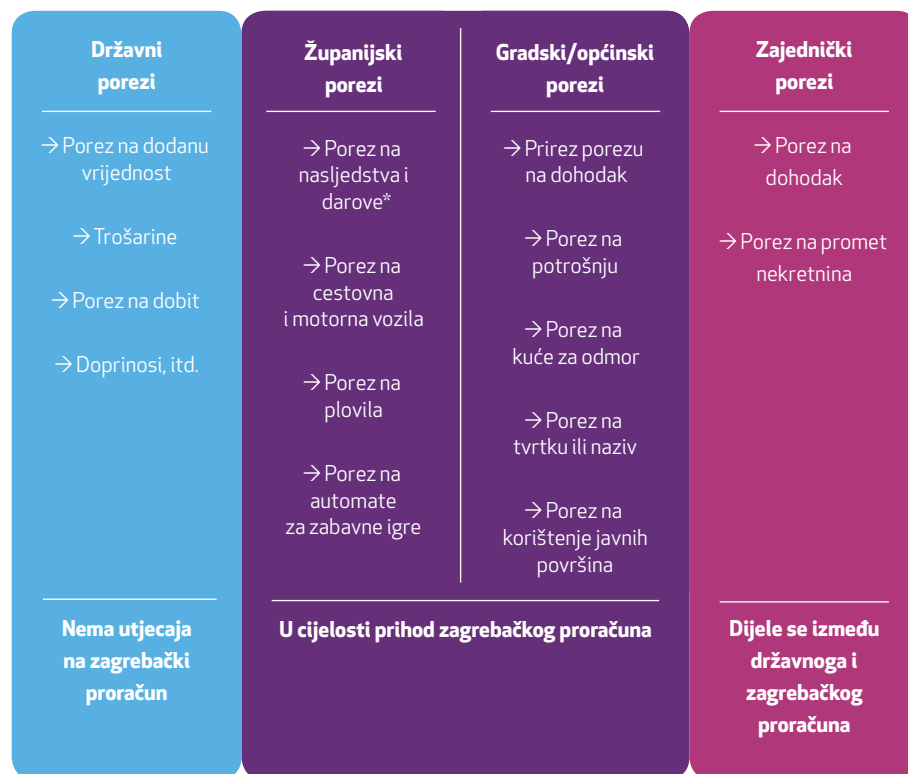 Državni
porezi
→ Porez na dodanu
vrijednost
→ Trošarine
→ Porez na dobit
→ Doprinosi, itd.
Nema utjecaja
na zagrebački
proračun
Županijski
porezi
→ Porez na
nasljedstva i
darove*
→ Porez na
cestovna
i motorna vozila
→ Porez na
plovila
→ Porez na
automate
za zabavne igre
Gradski/općinski
porezi
→ Prirez porezu
na dohodak
→ Porez na
potrošnju
→ Porez na
kuće za odmor
→ Porez na
tvrtku ili naziv
→ Porez na
korištenje javnih
površina
U cijelosti prihod zagrebačkog proračuna
Zajednički
porezi
→ Porez na
dohodak
→ Porez na promet
nekretnina
Dijele se između
državnoga i
zagrebačkog
proračuna